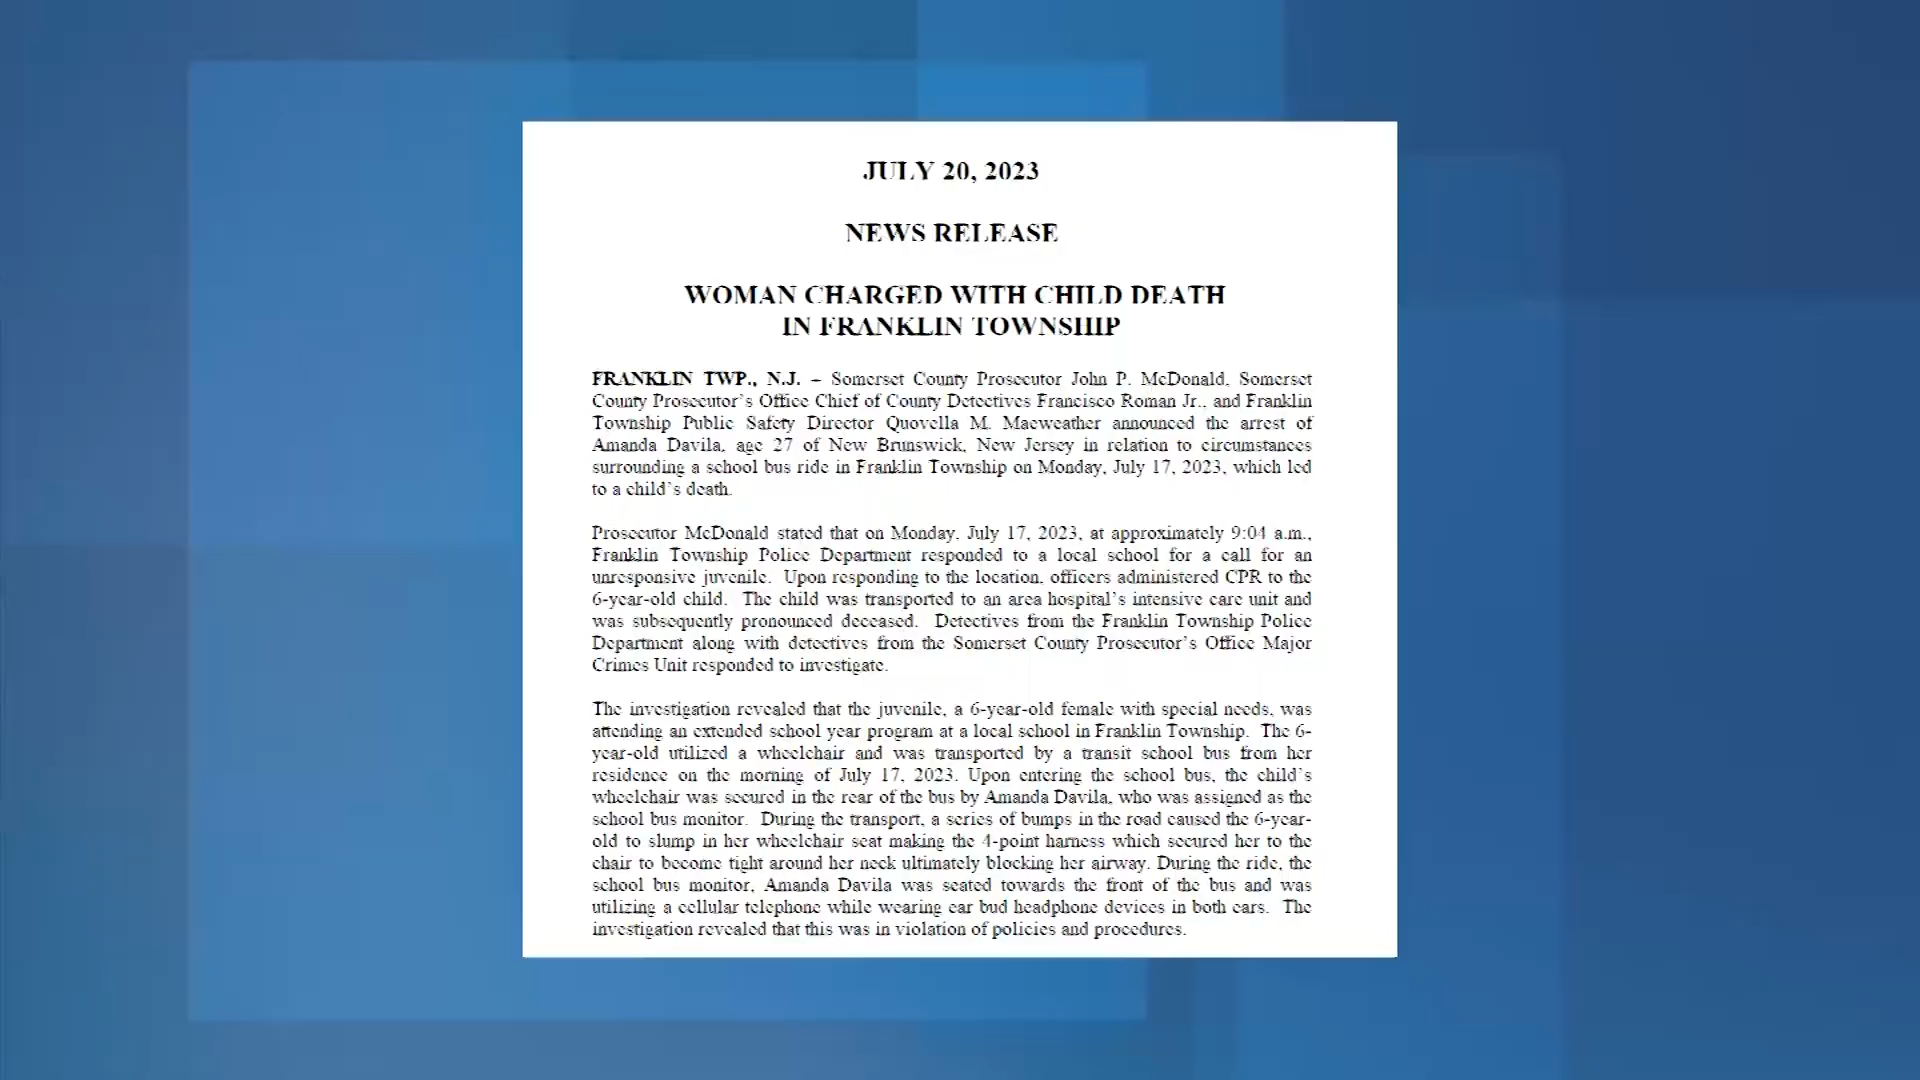 JULY 20, 2023
NEWS RELEASE
WOMAN CHARGED WITH CHILD DEATH
IN FRANKLIN TOWNSHIP
FRANKLIN TWP., N.J. – Somerset County Prosecutor John P. McDonald, Somerset
County Prosecutor's Office Chief of County Detectives Francisco Roman Jr., and Franklin
Township Public Safety Director Quovella M. Maeweather announced the arrest of
Amanda Davila, age 27 of New Brunswick, New Jersey in relation to circumstances
surrounding a school bus ride in Franklin Township on Monday, July 17, 2023, which led
to a child's death.
Prosecutor McDonald stated that on Monday, July 17, 2023, at approximately 9:04 a.m.,
Franklin Township Police Department responded to a local school for a call for an
unresponsive juvenile. Upon responding to the location, officers administered CPR to the
6-year-old child. The child was transported to an area hospital's intensive care unit and
was subsequently pronounced deceased. Detectives from the Franklin Township Police
Department along with detectives from the Somerset County Prosecutor's Office Major
Crimes Unit responded to investigate.
The investigation revealed that the juvenile, a 6-year-old female with special needs, was
attending an extended school year program at a local school in Franklin Township. The 6-
year-old utilized a wheelchair and was transported by a transit school bus from her
residence on the morning of July 17, 2023. Upon entering the school bus, the child's
wheelchair was secured in the rear of the bus by Amanda Davila, who was assigned as the
school bus monitor. During the transport, a series of bumps in the road caused the 6-year-
old to slump in her wheelchair seat making the 4-point harness which secured her to the
chair to become tight around her neck ultimately blocking her airway. During the ride, the
school bus monitor, Amanda Davila was seated towards the front of the bus and was
utilizing a cellular telephone while wearing ear bud headphone devices in both ears. The
investigation revealed that this was in violation of policies and procedures.